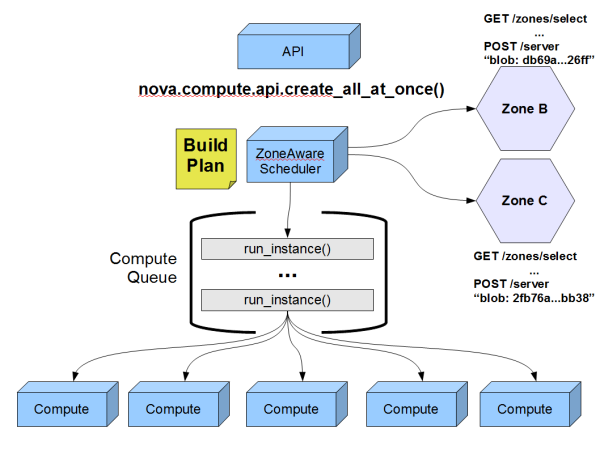 GET /zones/select
...
POST /server
“blob: db69a...26ff”
API
nova.compute.api.create_all_at_once()
Zone B
Build
Plan
ZoneAware
Scheduler
Zone C
Compute
Queue
run_instance()
...
run_instance()
GET /zones/select
...
POST /server
“blob: 2fb76a...bb38”
Compute
Compute
Compute
Compute
Compute